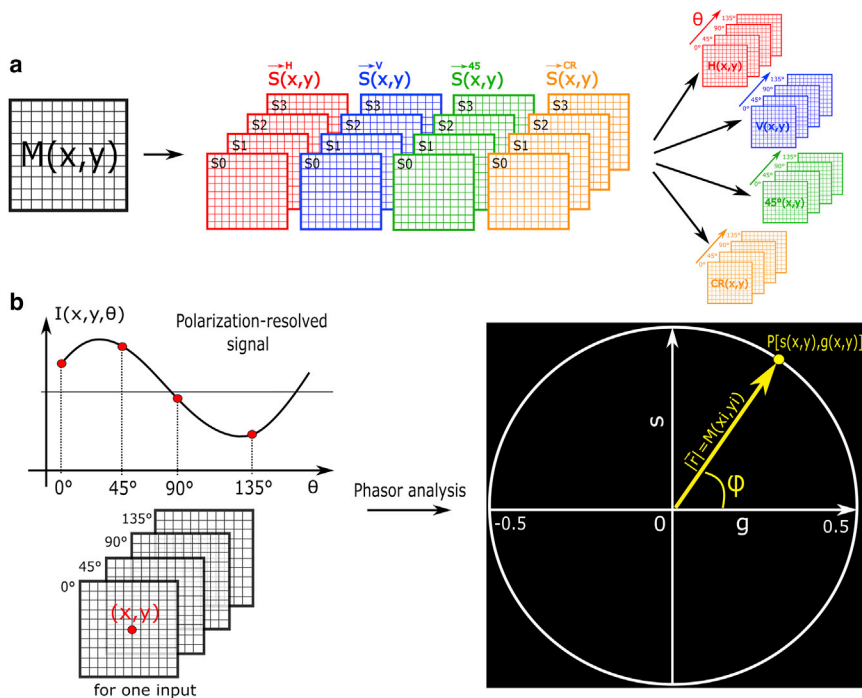 a
M(x,y)
→H
S(x,y)
→V
S(x,y)
→45
S(x,y)
→CR
S(x,y)
S3
S2
S1
S0
S3
S2
S1
S0
S3
S2
S1
S0
S3
S2
S1
S0
θ
0° 45° 90° 135°
H(x,y)
0° 45° 90° 135°
V(x,y)
0° 45° 90° 135°
45°(x,y)
0° 45° 90° 135°
CR(x,y)
b
I(x,y,θ)
Polarization-resolved
signal
0° 45° 90° 135° θ
135°
90°
45°
0°
(x,y)
for one input
Phasor analysis
P[s(x,y),g(x,y)]
|r|=M(xi,yi)
s
φ
-0.5 0 g 0.5